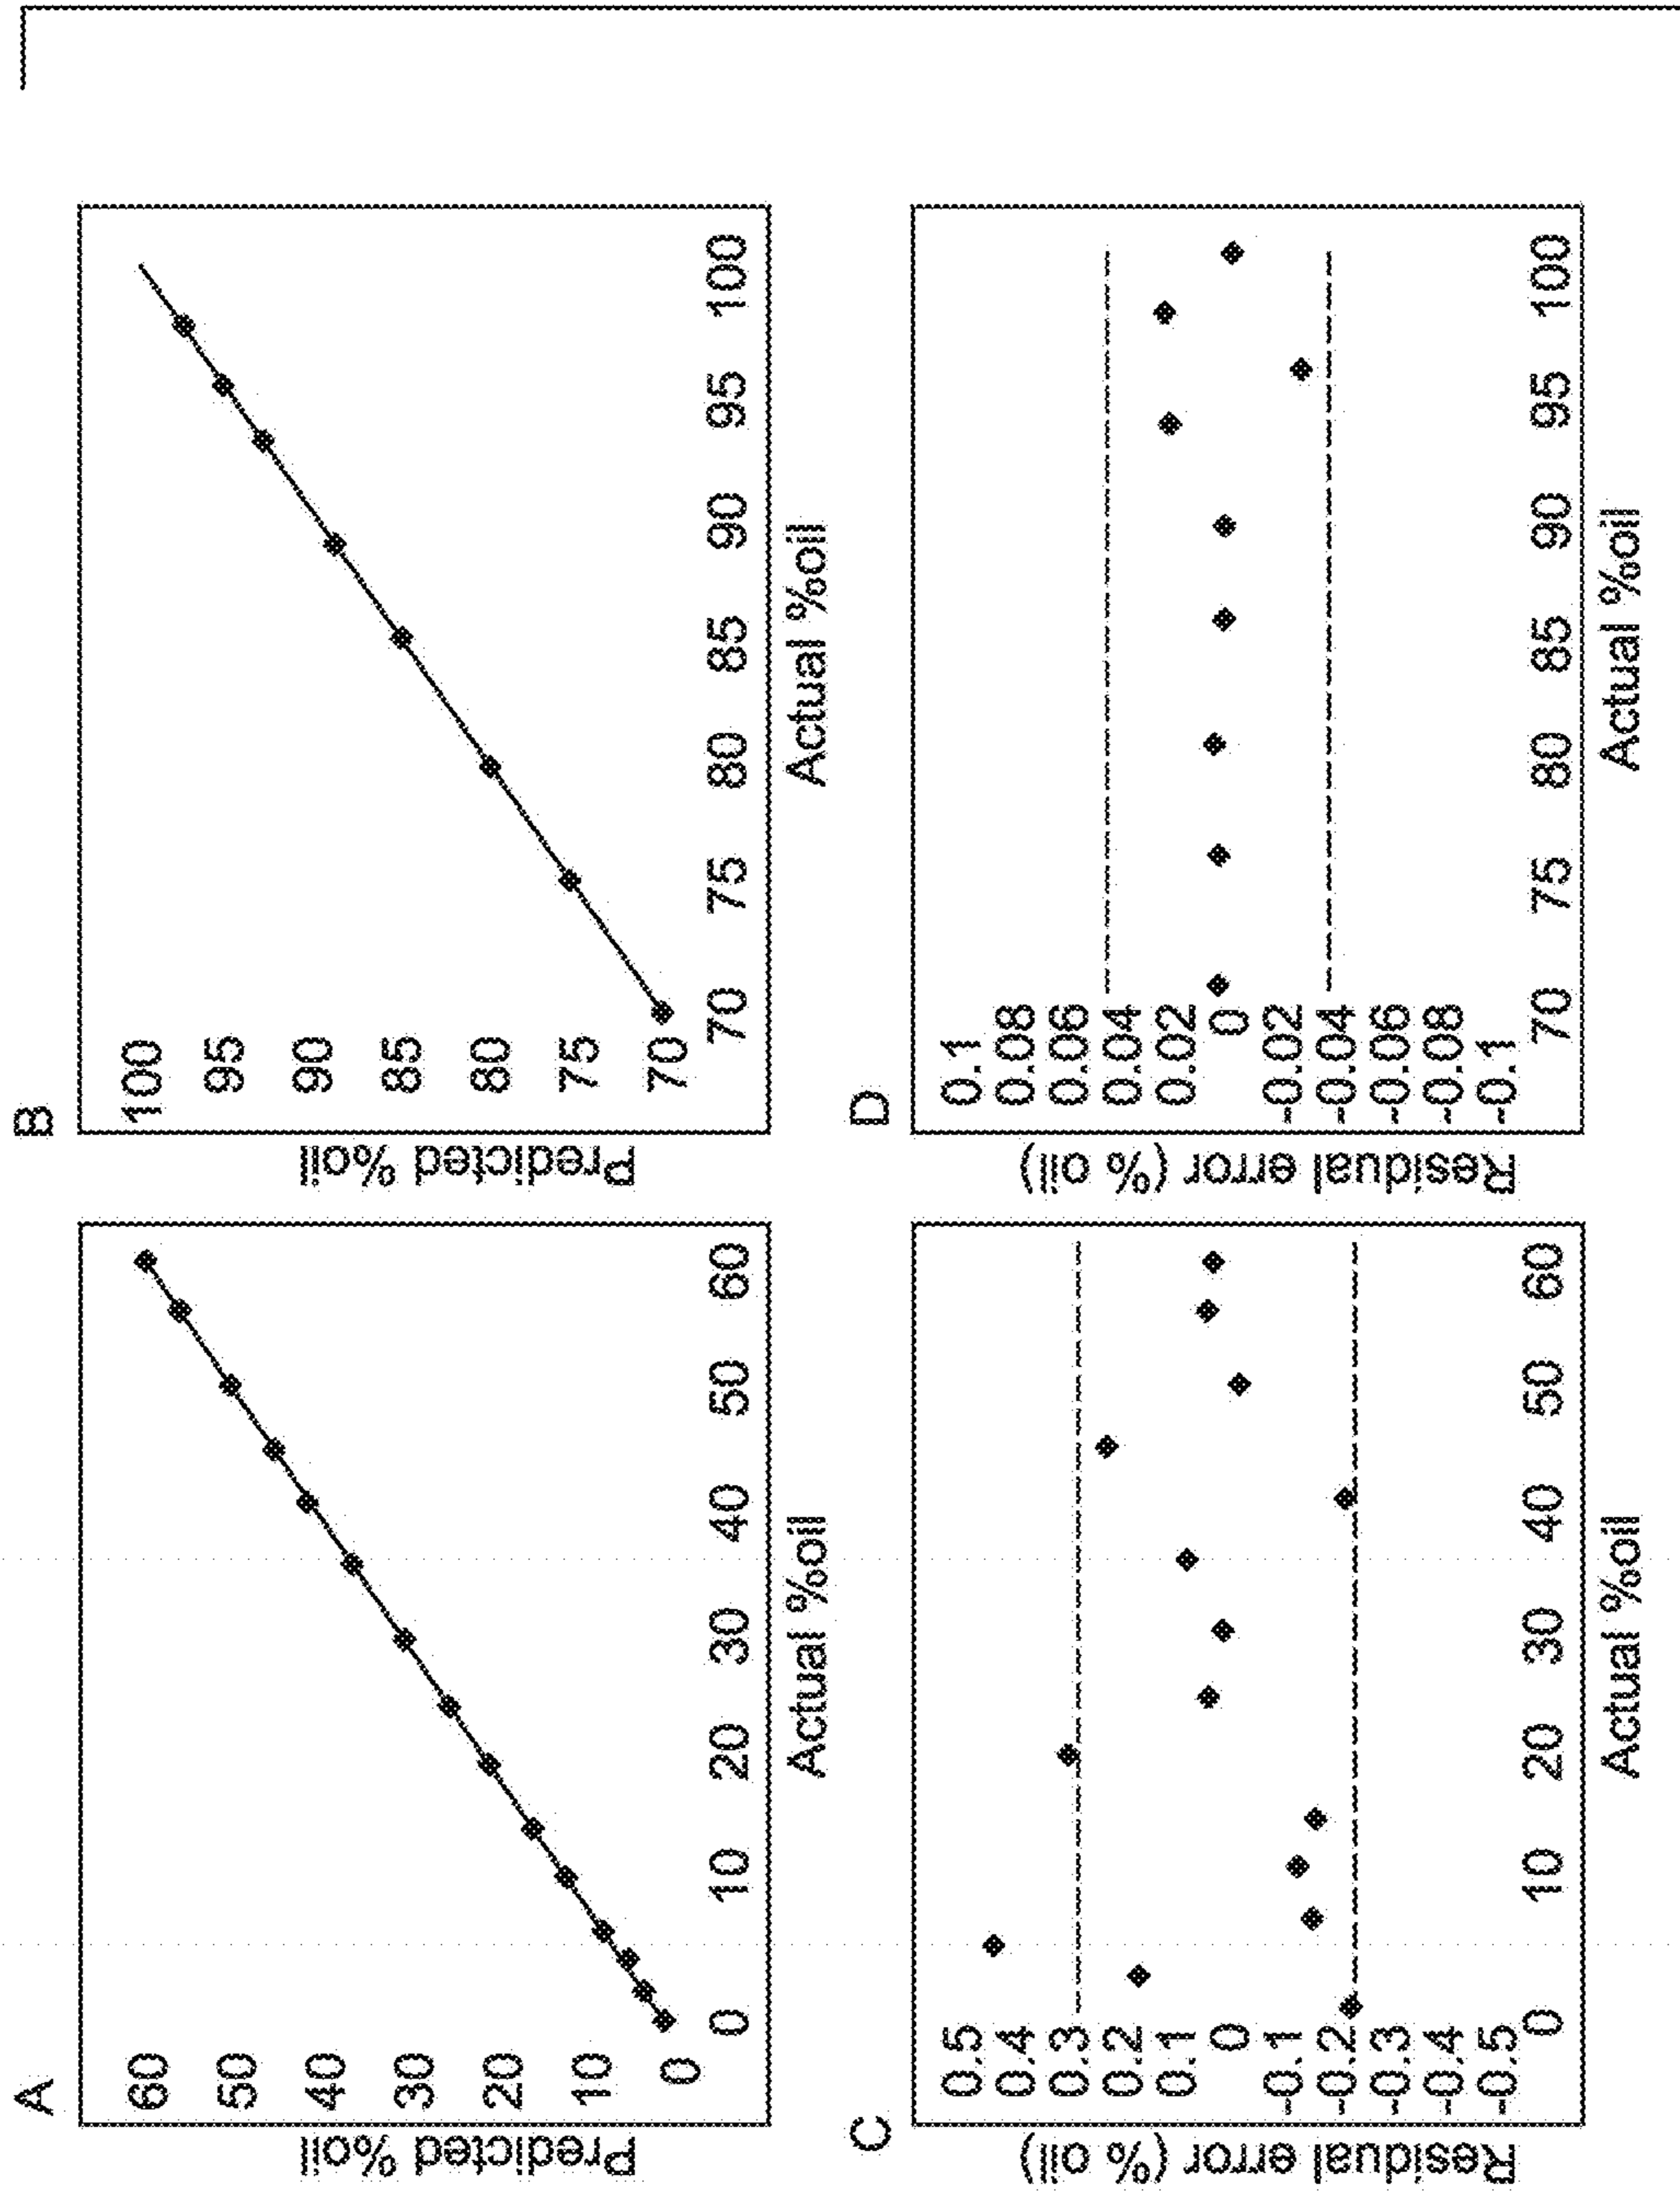 A
Predicted %oil
60
50
40
30
20
10
0
0 10 20 30 40 50 60
Actual %oil
B
Predicted %oil
100
95
90
85
80
75
70
70 75 80 85 90 95 100
Actual %oil
C
Residual error (% oil)
0.5
0.4
0.3
0.2
0.1
0
-0.1
-0.2
-0.3
-0.4
-0.5
0 10 20 30 40 50 60
Actual %oil
D
Residual error (% oil)
0.1
0.08
0.06
0.04
0.02
0
-0.02
-0.04
-0.06
-0.08
-0.1
70 75 80 85 90 95 100
Actual %oil